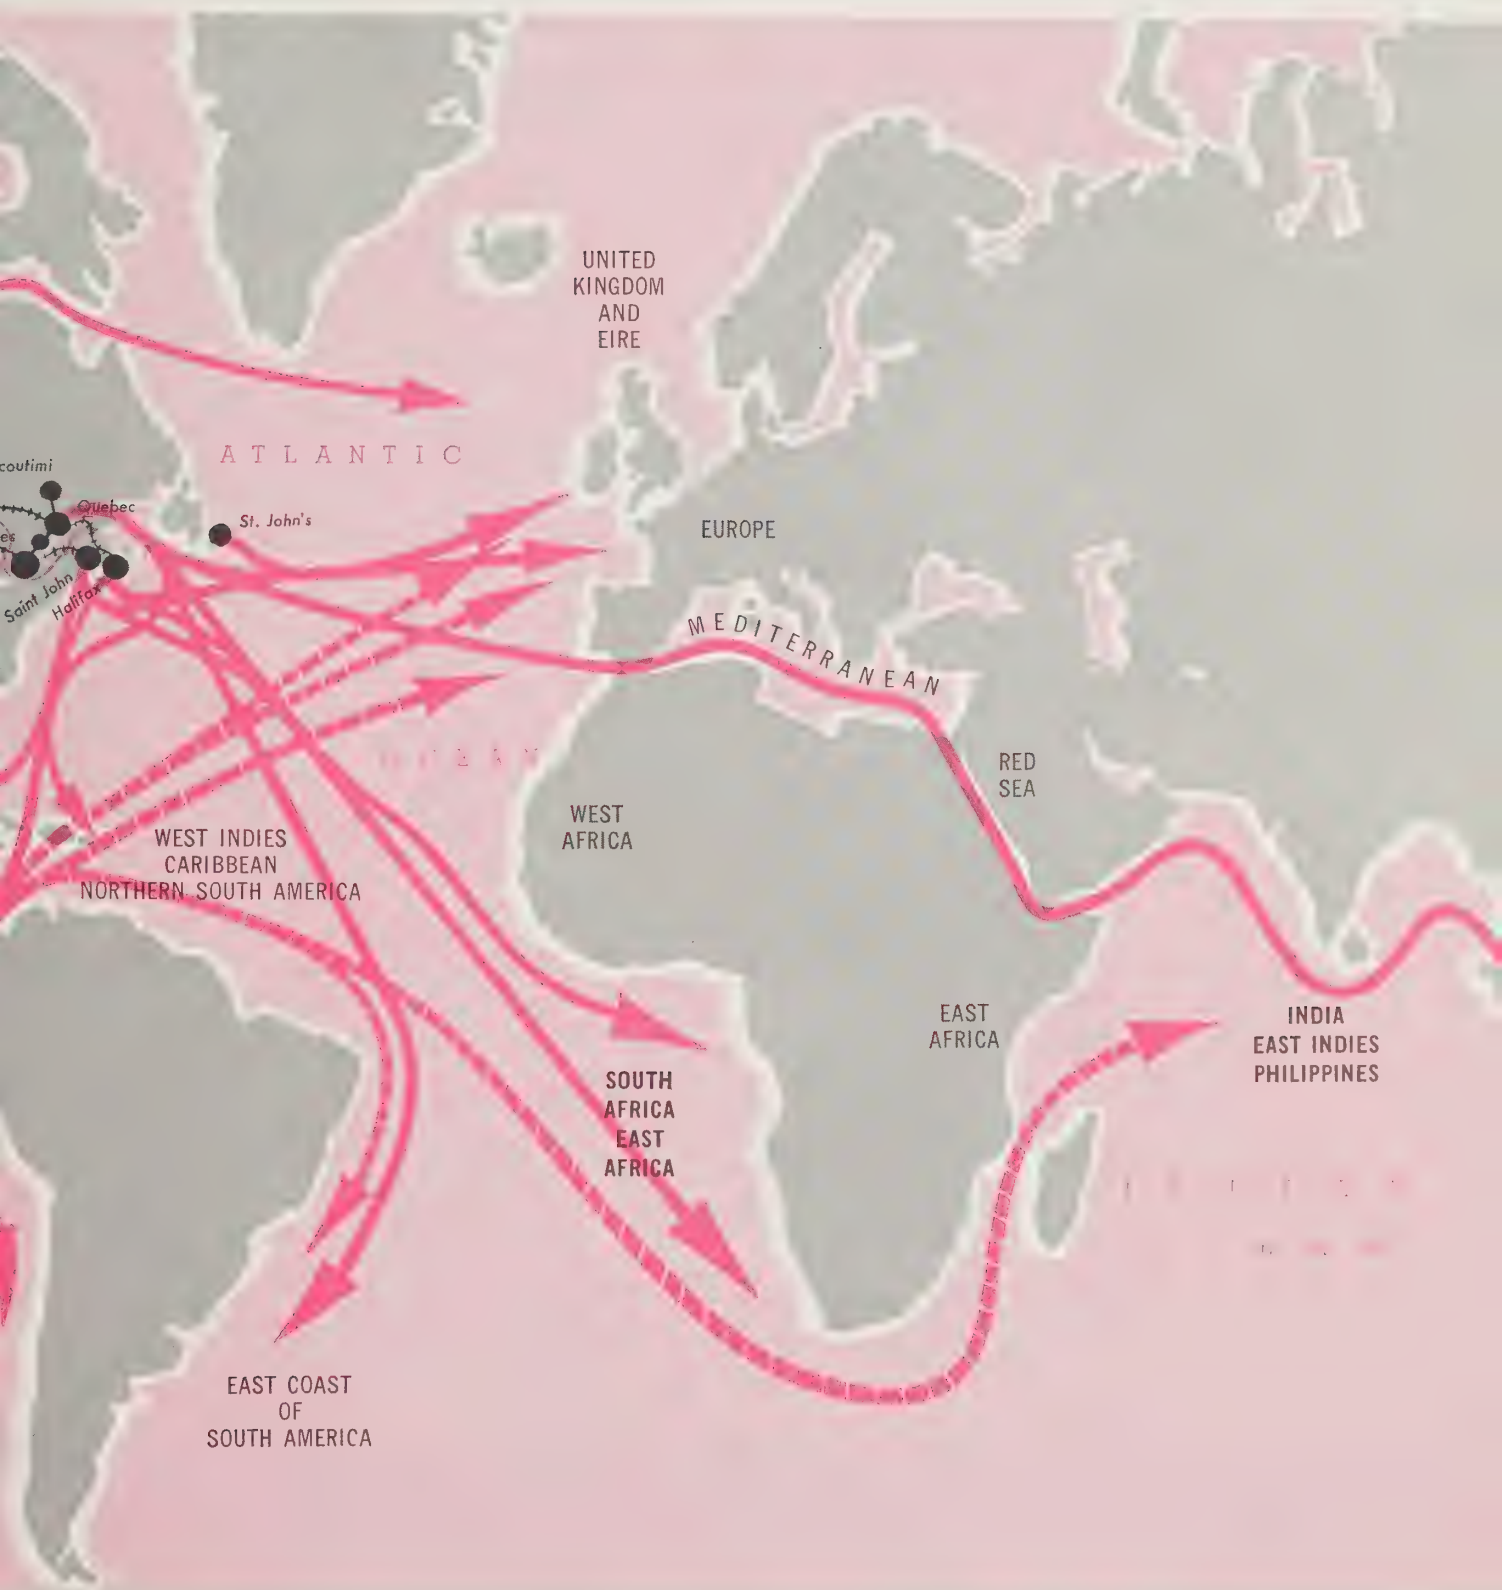 UNITED
KINGDOM
AND
EIRE
ATLANTIC
coutimi
Quebec
es
St. John's
Saint John
Halifax
EUROPE
MEDITERRANEAN
OCEAN
RED
SEA
WEST
AFRICA
WEST INDIES
CARIBBEAN
NORTHERN SOUTH AMERICA
EAST
AFRICA
INDIA
EAST INDIES
PHILIPPINES
SOUTH
AFRICA
EAST
AFRICA
EAST COAST
OF
SOUTH AMERICA